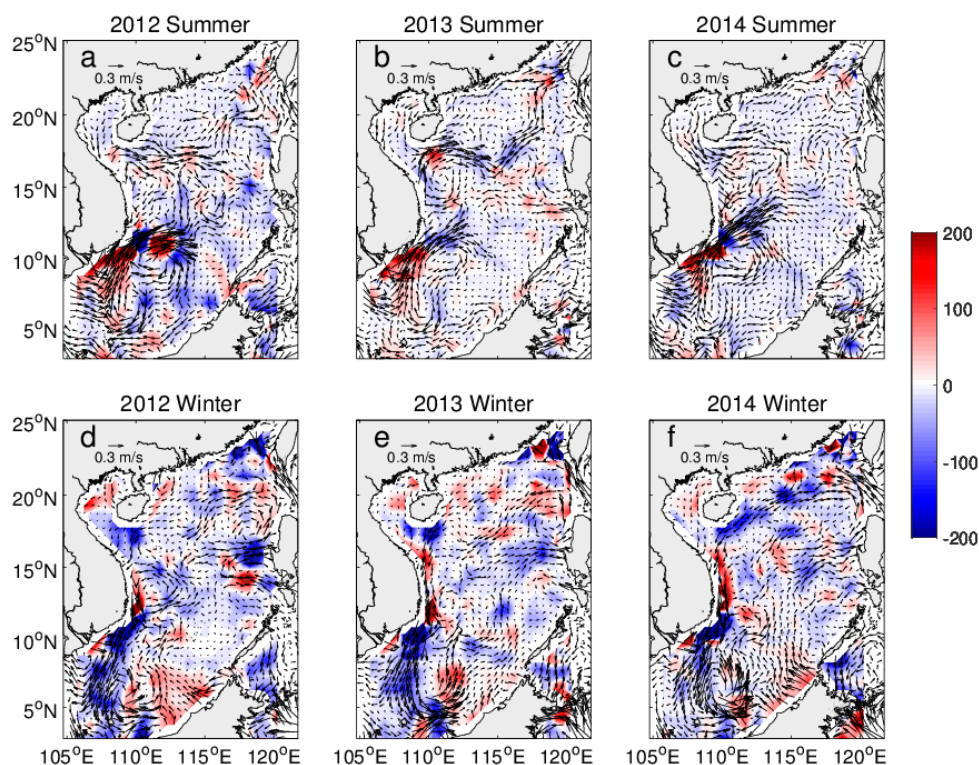 2012 Summer
2013 Summer
2014 Summer
25°N
a
b
c
0.3 m/s
0.3 m/s
0.3 m/s
20°N
15°N
10°N
5°N
200
100
0
-100
-200
2012 Winter
2013 Winter
2014 Winter
25°N
d
e
f
0.3 m/s
0.3 m/s
0.3 m/s
20°N
15°N
10°N
5°N
105°E 110°E 115°E 120°E
105°E 110°E 115°E 120°E
105°E 110°E 115°E 120°E